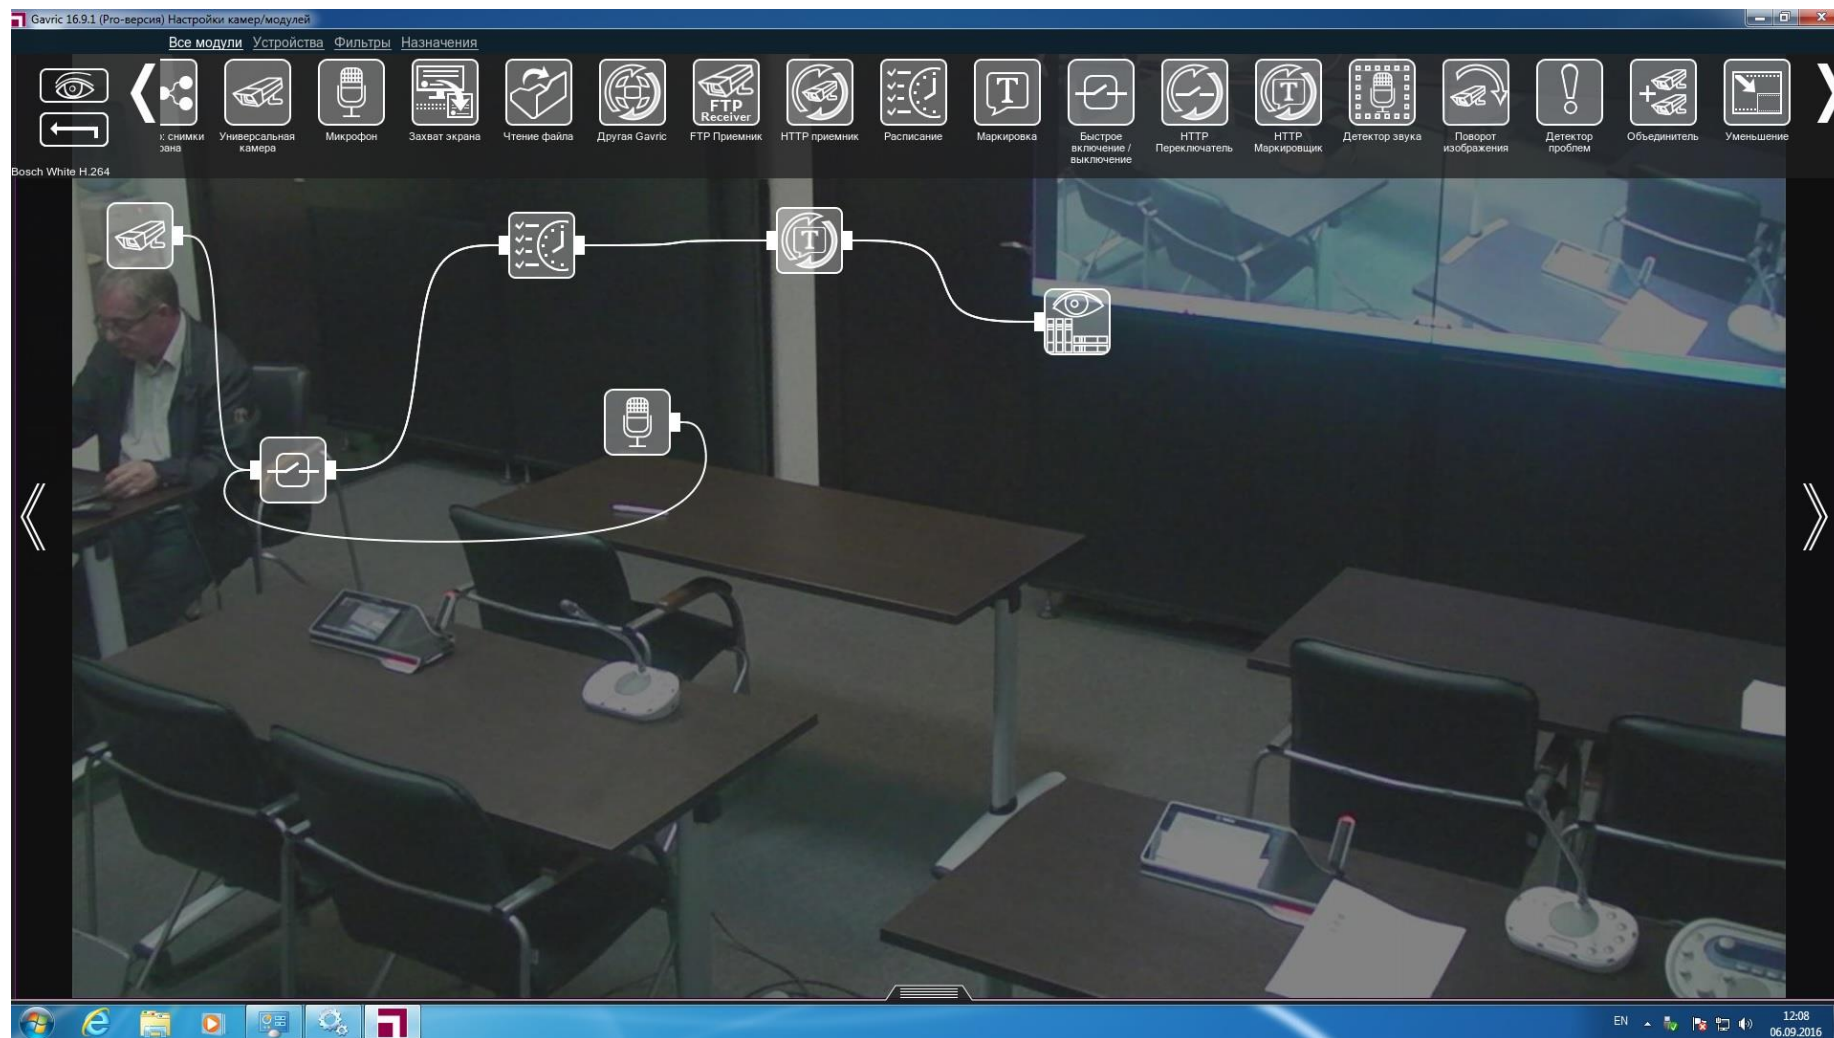 Gavric 16.9.1 (Pro-версия) Настройки камер/модулей
Все модули Устройства Фильтры Назначения
снимки
Универсальная
камера
Микрофон
Захват экрана
Чтение файла
Другая Gavric
FTP
Receiver
FTP Приемник
HTTP приемник
Расписание
T
Маркировка
Быстрое
включение /
выключение
HTTP
Переключатель
T
HTTP
Маркировщик
Детектор звука
Поворот
изображения
Детектор
проблем
Объединитель
Уменьшение
Bosch White H.264
T
EN
12:08
06.09.2016